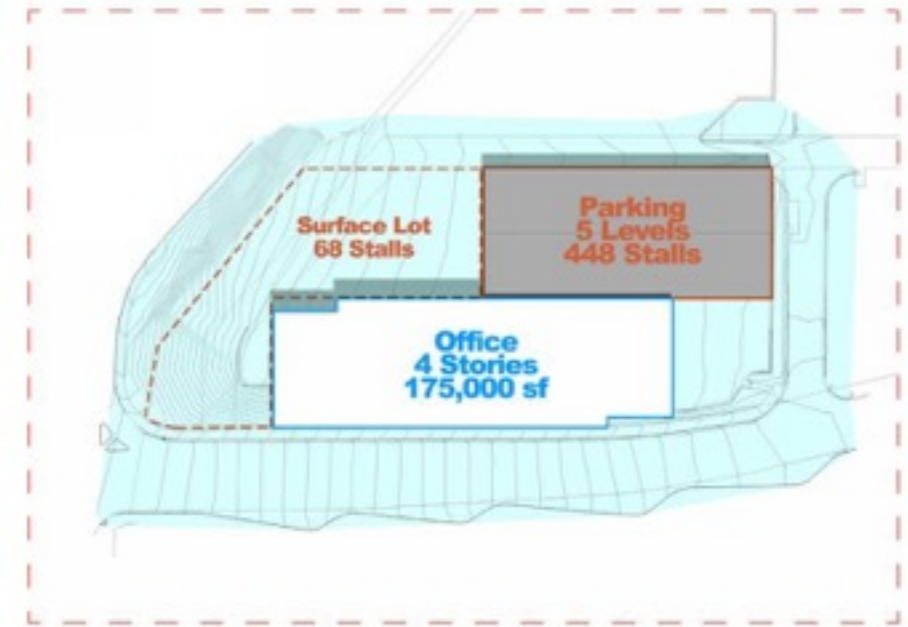 Surface Lot
68 Stalls
Parking
5 Levels
448 Stalls
Office
4 Stories
175,000 sf